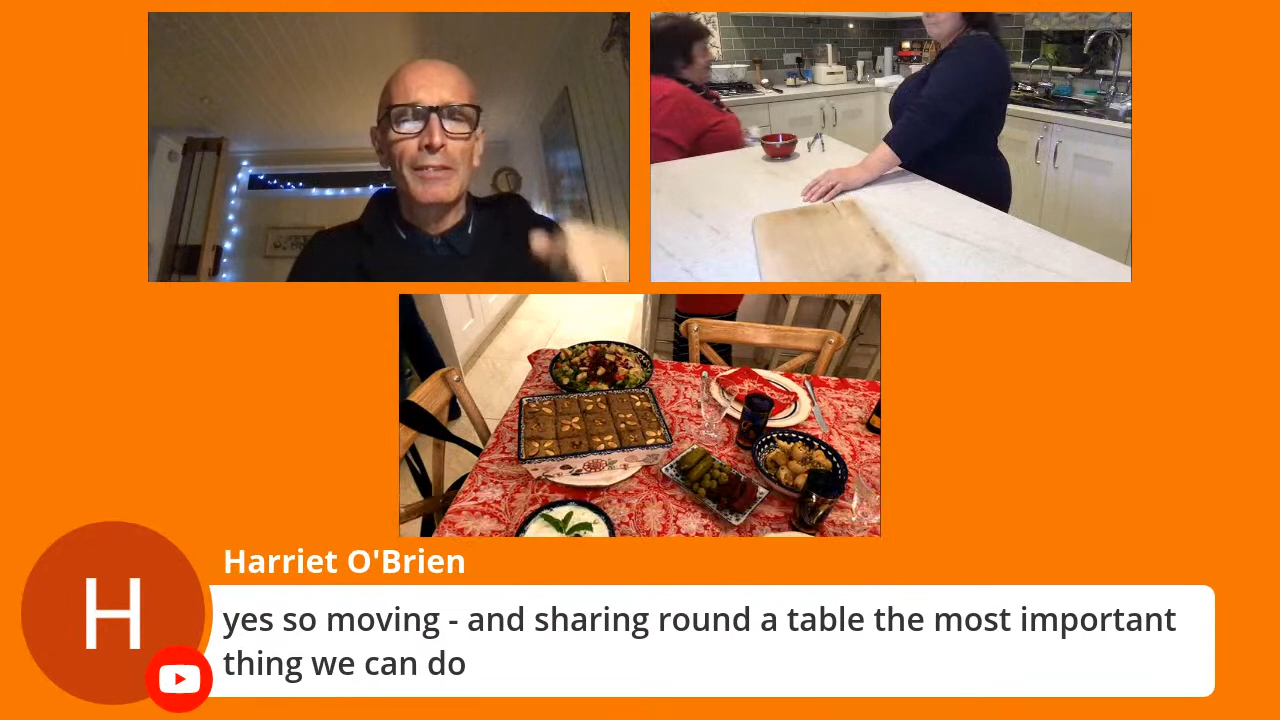 Harriet O'Brien
H
yes so moving - and sharing round a table the most important
thing we can do